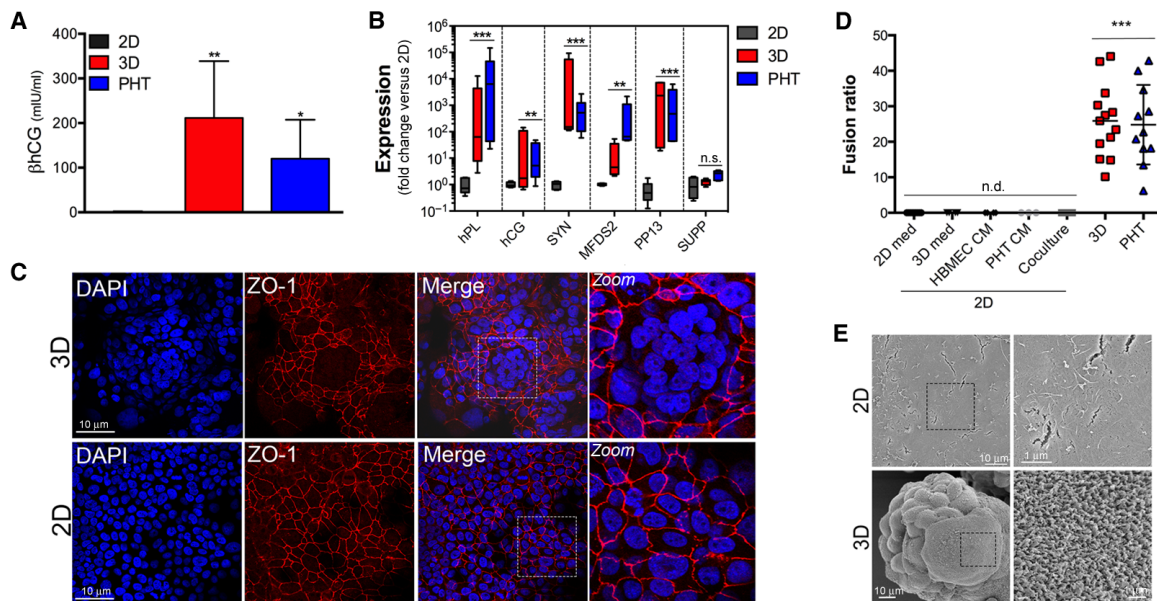 A
βhCG (mIU/ml)
400
300
200
100
0
2D
3D
PHT
**
*
B
Expression
(fold change versus 2D)
10⁶
10⁵
10⁴
10³
10²
10¹
10⁰
10⁻¹
***
**
***
**
***
n.s.
2D
3D
PHT
hPL
hCG
SYN
MFDS2
PP13
SUPP
D
Fusion ratio
50
40
30
20
10
0
***
n.d.
2D med
3D med
HBMEC CM
PHT CM
Coculture
3D
PHT
2D
C
3D
DAPI
10 μm
ZO-1
Merge
Zoom
2D
DAPI
10 μm
ZO-1
Merge
Zoom
E
2D
10 μm
1 μm
3D
10 μm
1 μm